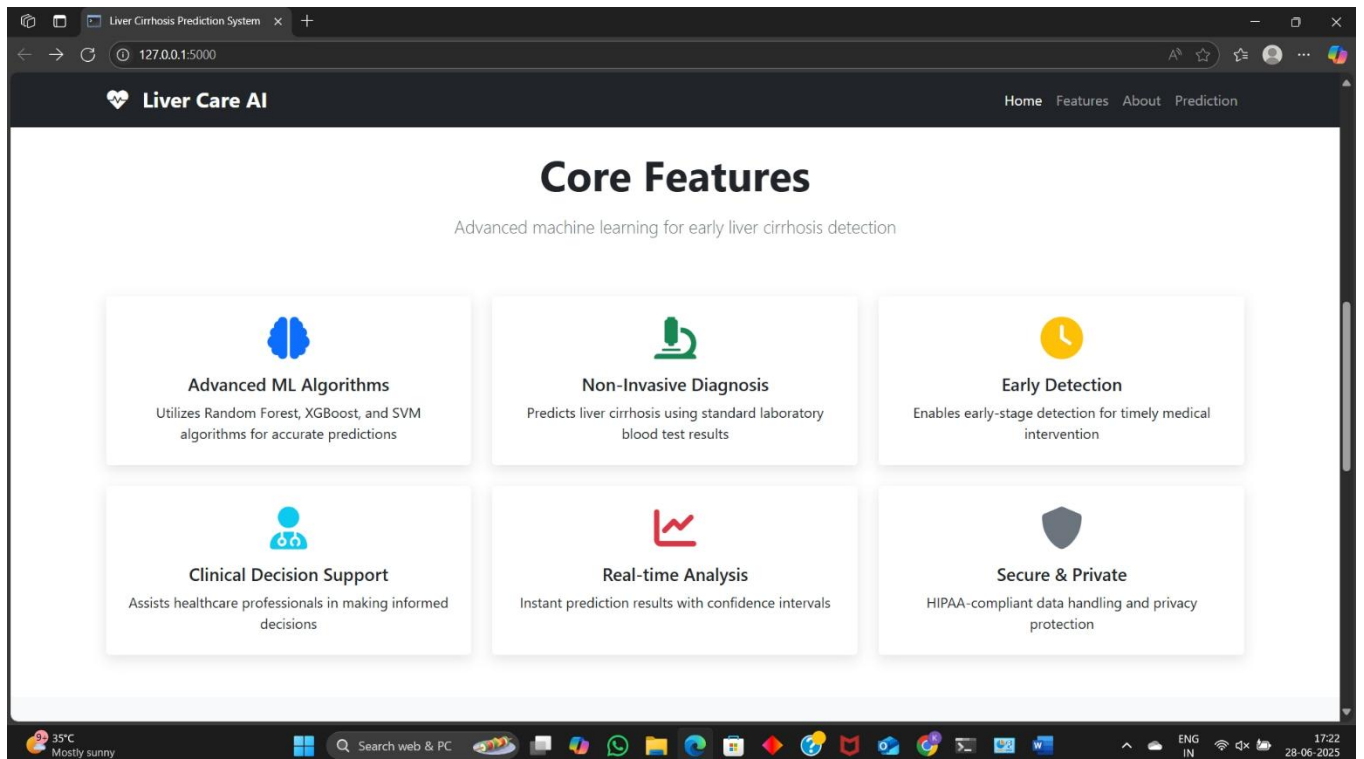 Liver Cirrhosis Prediction System
127.0.0.1:5000
Liver Care AI
Home Features About Prediction
Core Features
Advanced machine learning for early liver cirrhosis detection
Advanced ML Algorithms
Utilizes Random Forest, XGBoost, and SVM
algorithms for accurate predictions
Non-Invasive Diagnosis
Predicts liver cirrhosis using standard laboratory
blood test results
Early Detection
Enables early-stage detection for timely medical
intervention
Clinical Decision Support
Assists healthcare professionals in making informed
decisions
Real-time Analysis
Instant prediction results with confidence intervals
Secure & Private
HIPAA-compliant data handling and privacy
protection
9+
35°C
Mostly sunny
Search web & PC
ENG
IN
17:22
28-06-2025